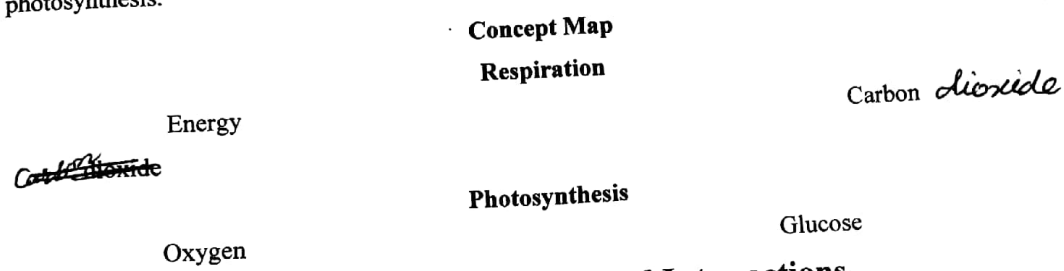 photosynthesis.
Concept Map
Respiration
Carbon dioxide
Energy
Photosynthesis
Glucose
Oxygen